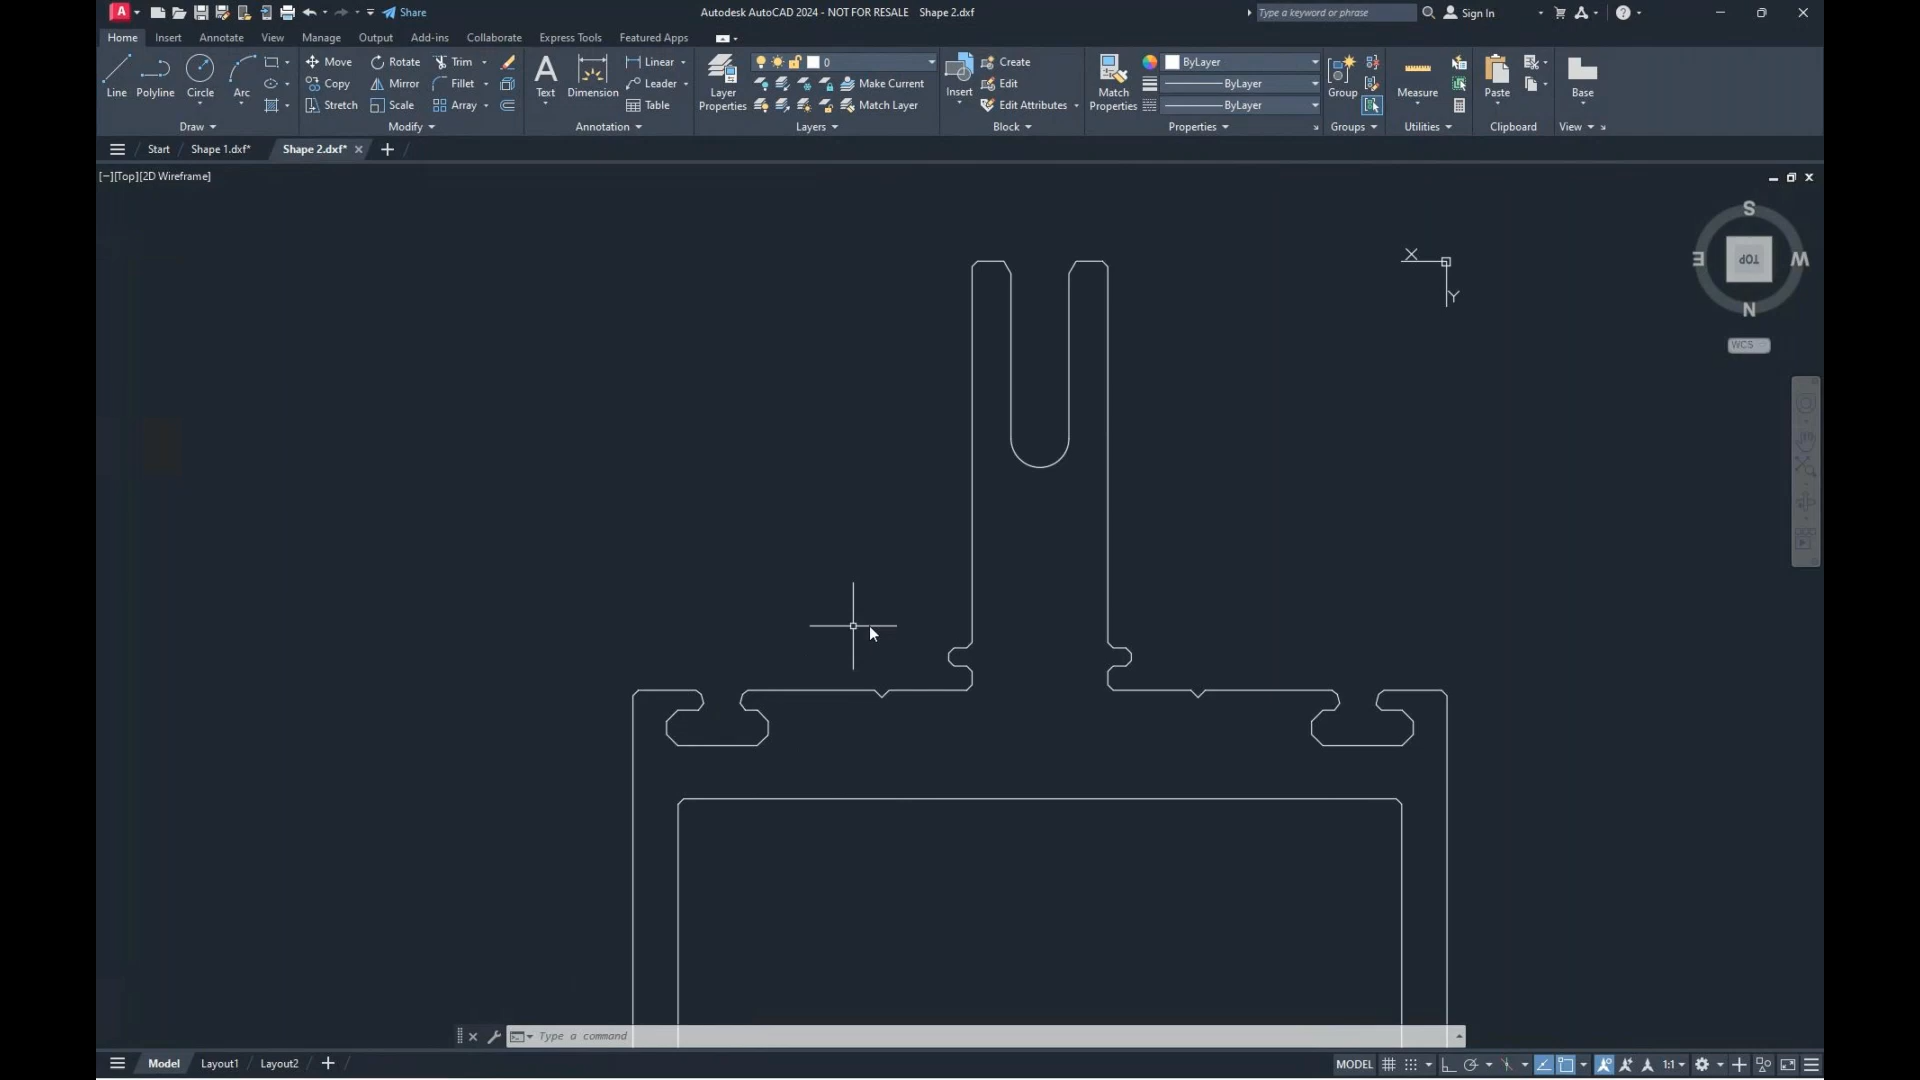 Share
Autodesk AutoCAD 2024 - NOT FOR RESALE Shape 2.dxf
Type a keyword or phrase
Sign In
Home Insert Annotate View Manage Output Add-ins Collaborate Express Tools Featured Apps
Move Rotate Trim Linear 0 Create ByLayer
Line Polyline Circle Arc Copy Mirror Fillet Text Dimension Leader Layer Properties Make Current Insert Edit Match Properties ByLayer Group Measure Paste Base
Stretch Scale Array Table Match Layer Edit Attributes ByLayer
Draw Modify Annotation Layers Block Properties Groups Utilities Clipboard View
Start Shape 1.dxf* Shape 2.dxf*
[−][Top][2D Wireframe]
S
X
E TOP W
Y
N
WCS
Type a command
Model Layout1 Layout2
MODEL 1:1